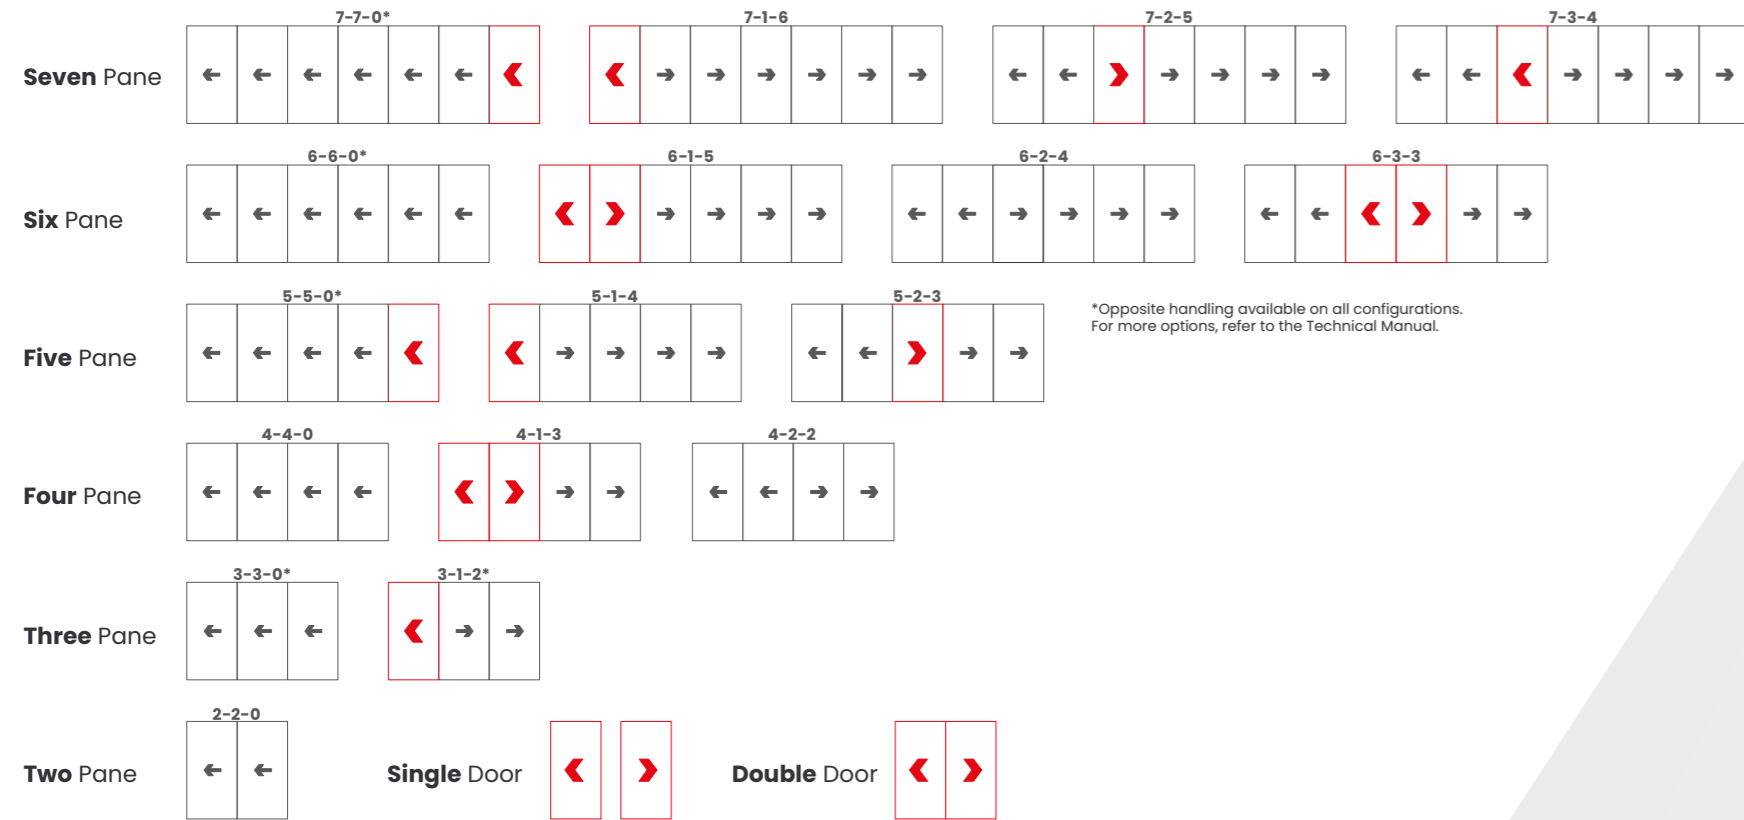 7-7-0* 7-1-6 7-2-5 7-3-4
Seven Pane
6-6-0* 6-1-5 6-2-4 6-3-3
Six Pane
5-5-0* 5-1-4 5-2-3
*Opposite handling available on all configurations.
For more options, refer to the Technical Manual.
Five Pane
4-4-0 4-1-3 4-2-2
Four Pane
3-3-0* 3-1-2*
Three Pane
2-2-0
Two Pane Single Door Double Door